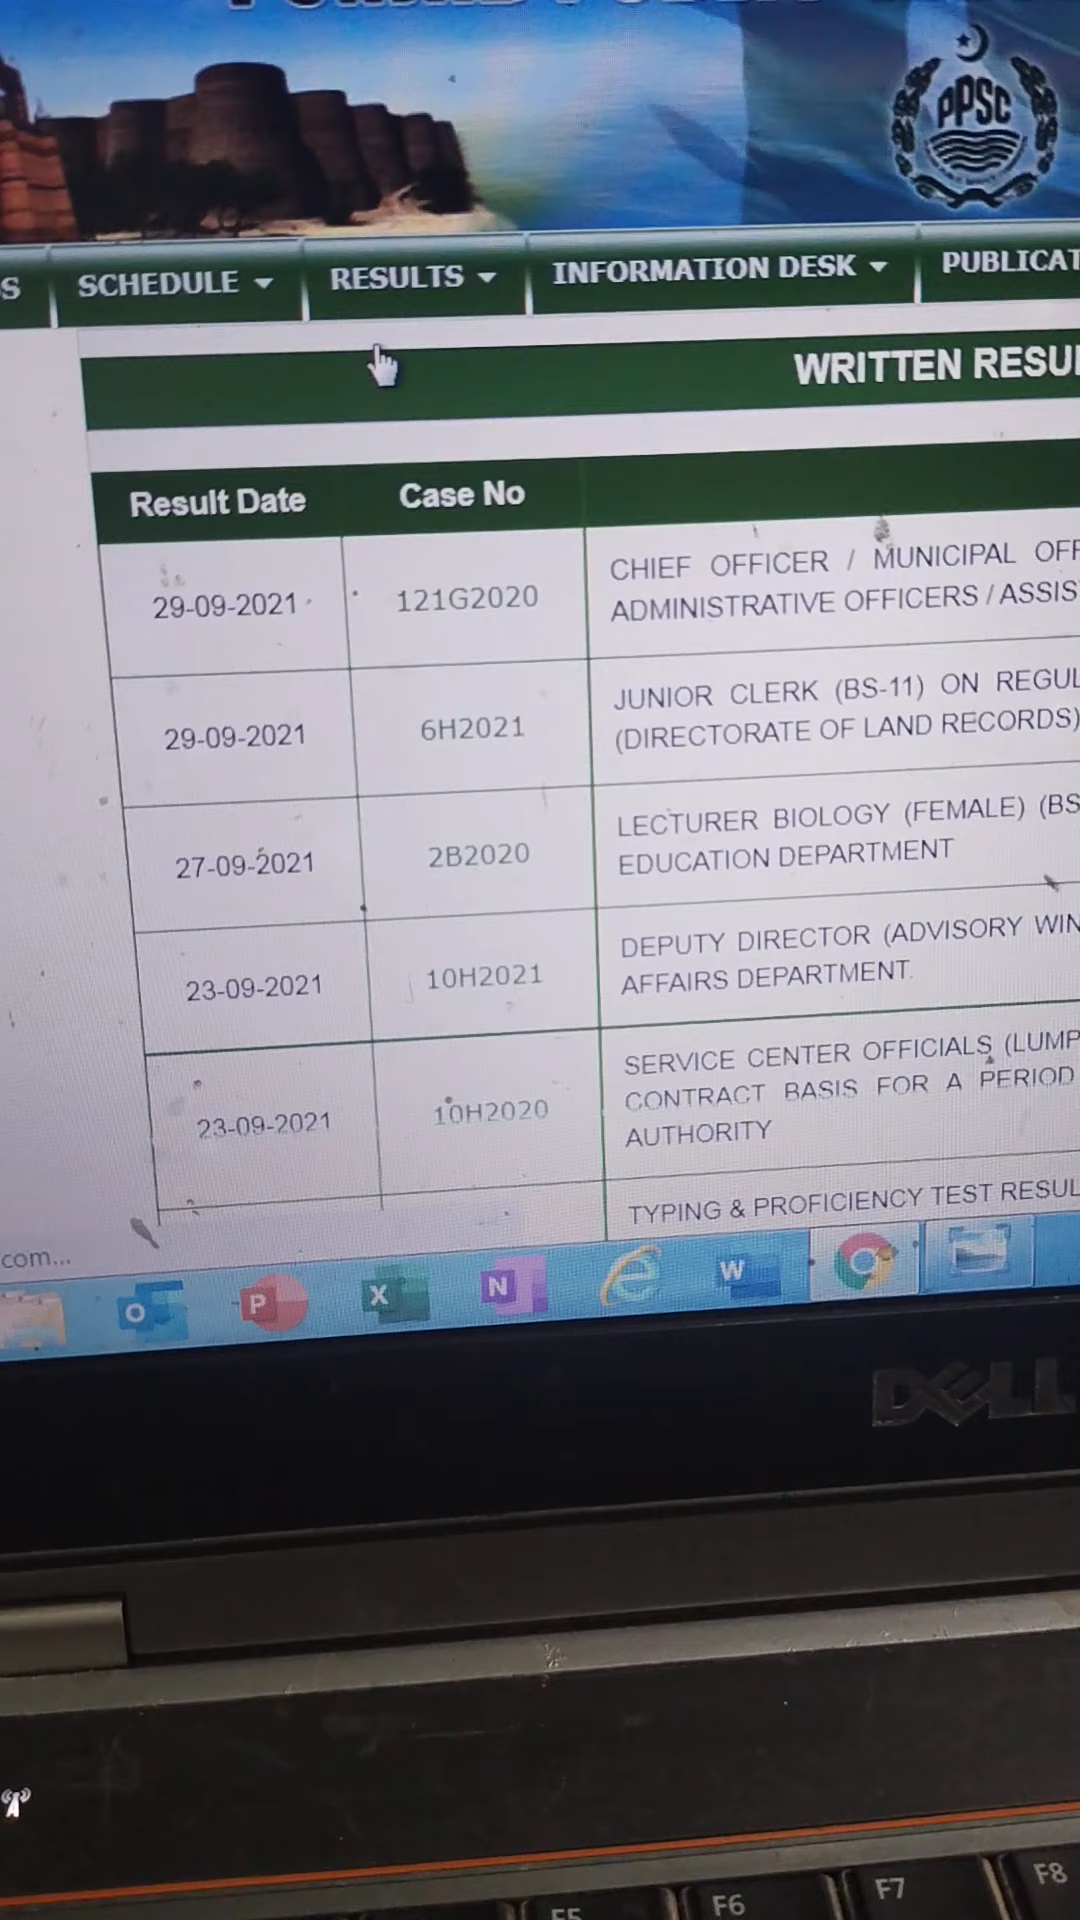 PPSC
S SCHEDULE RESULTS INFORMATION DESK PUBLICAT
WRITTEN RESU
Result Date Case No
29-09-2021 121G2020 CHIEF OFFICER / MUNICIPAL OFF
ADMINISTRATIVE OFFICERS / ASSIS
29-09-2021 6H2021 JUNIOR CLERK (BS-11) ON REGUL
(DIRECTORATE OF LAND RECORDS)
27-09-2021 2B2020 LECTURER BIOLOGY (FEMALE) (BS
EDUCATION DEPARTMENT
23-09-2021 10H2021 DEPUTY DIRECTOR (ADVISORY WIN
AFFAIRS DEPARTMENT.
23-09-2021 10H2020 SERVICE CENTER OFFICIALS (LUMP
CONTRACT BASIS FOR A PERIOD
AUTHORITY
TYPING & PROFICIENCY TEST RESUL
com...
O P X N W
DELL
F5 F6 F7 F8